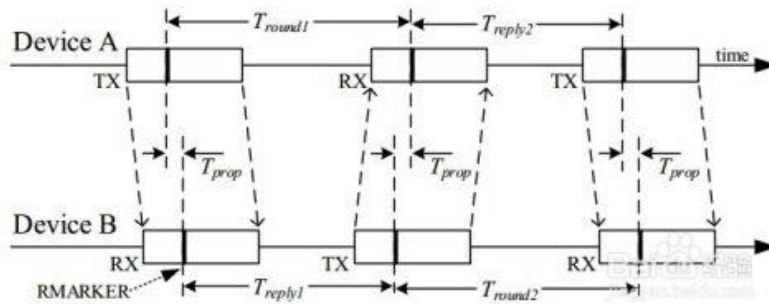 T_round1
T_reply2
Device A
time
TX
RX
TX
T_prop
T_prop
T_prop
Device B
RX
TX
RX
RMARKER
T_reply1
T_round2